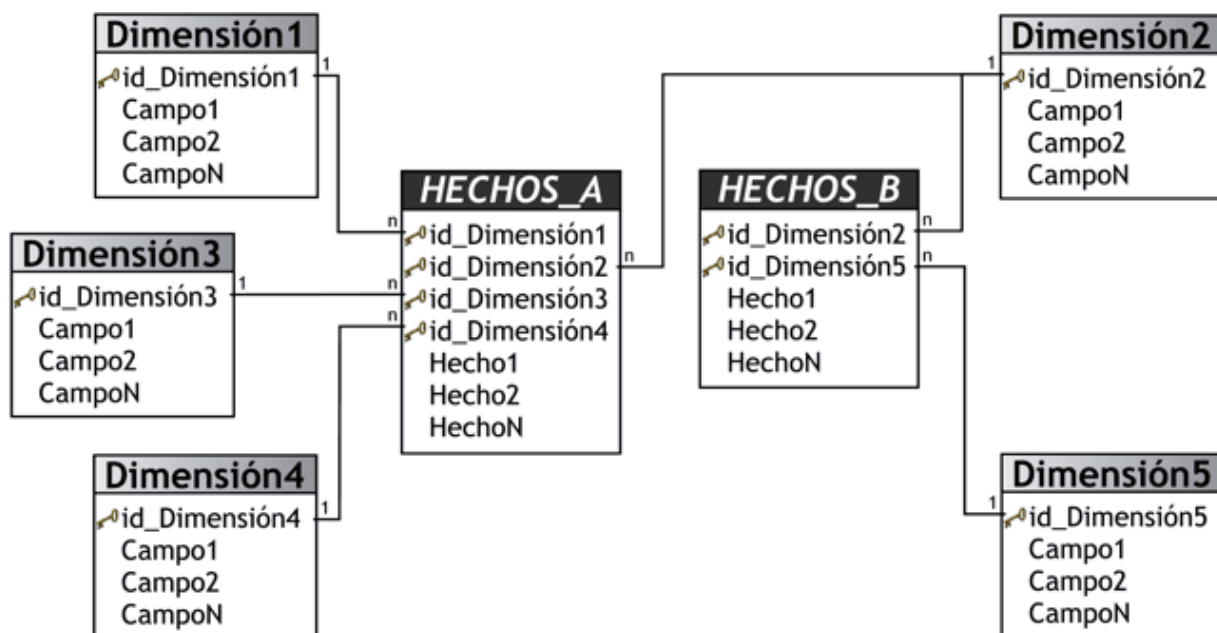 Dimensión1
id_Dimensión1
Campo1
Campo2
CampoN
1
Dimensión3
id_Dimensión3
Campo1
Campo2
CampoN
1
Dimensión4
id_Dimensión4
Campo1
Campo2
CampoN
1
HECHOS_A
n
id_Dimensión1
id_Dimensión2
n
n
id_Dimensión3
n
id_Dimensión4
Hecho1
Hecho2
HechoN
HECHOS_B
id_Dimensión2
n
id_Dimensión5
n
Hecho1
Hecho2
HechoN
Dimensión2
1
id_Dimensión2
Campo1
Campo2
CampoN
Dimensión5
1
id_Dimensión5
Campo1
Campo2
CampoN